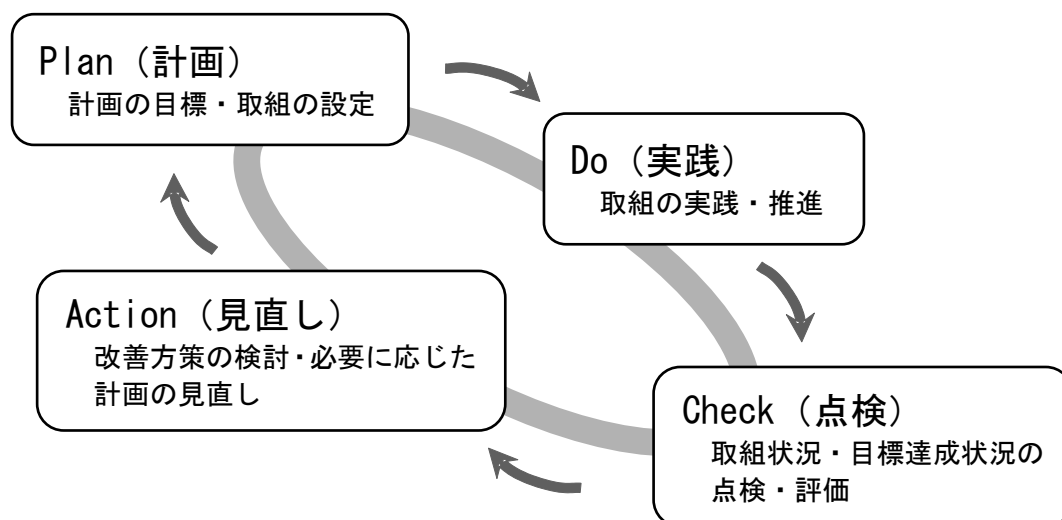 Plan（計画）
計画の目標・取組の設定
Do（実践）
取組の実践・推進
Check（点検）
取組状況・目標達成状況の
点検・評価
Action（見直し）
改善方策の検討・必要に応じた
計画の見直し